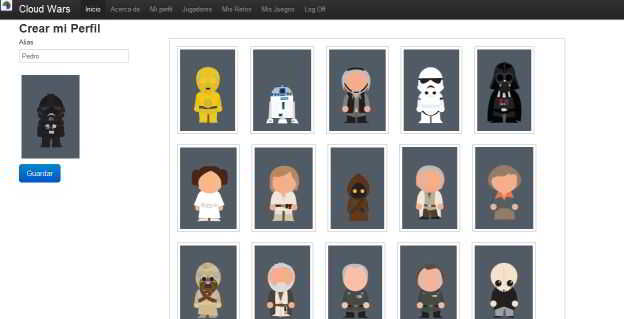 Cloud Wars Inicio Acerca de Mi perfil Jugadores Mis Retos Mis Juegos Log Off
Crear mi Perfil
Alias
Pedro
Guardar